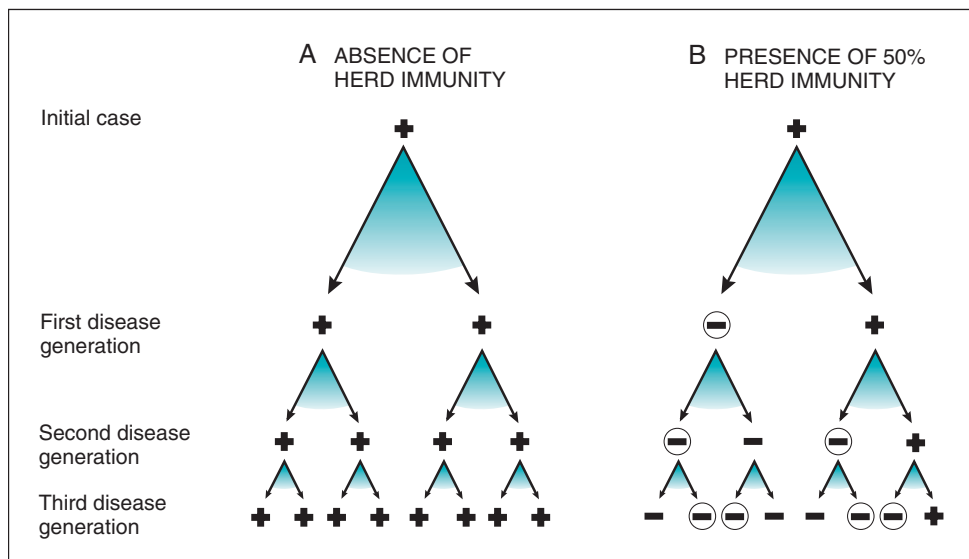 A ABSENCE OF
HERD IMMUNITY
B PRESENCE OF 50%
HERD IMMUNITY
Initial case
First disease
generation
Second disease
generation
Third disease
generation